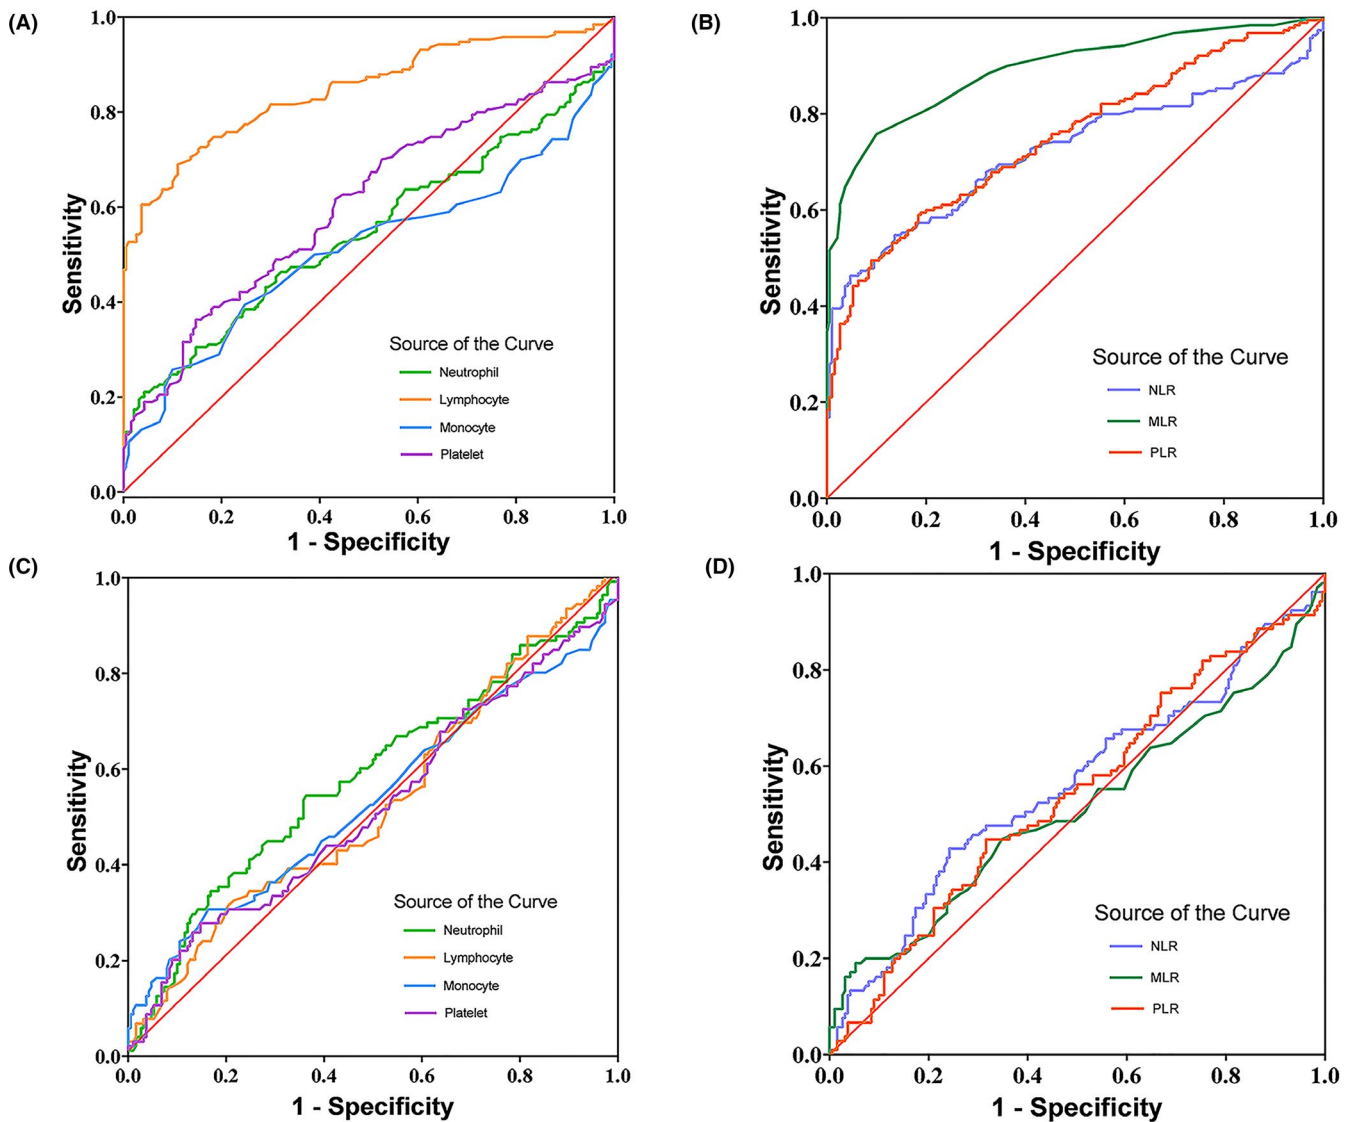 (A)
1.0
0.8
0.6
0.4
0.2
0.0
Sensitivity
Source of the Curve
Neutrophil
Lymphocyte
Monocyte
Platelet
0.0 0.2 0.4 0.6 0.8 1.0
1 - Specificity
(B)
1.0
0.8
0.6
0.4
0.2
0.0
Sensitivity
Source of the Curve
NLR
MLR
PLR
0.0 0.2 0.4 0.6 0.8 1.0
1 - Specificity
(C)
1.0
0.8
0.6
0.4
0.2
0.0
Sensitivity
Source of the Curve
Neutrophil
Lymphocyte
Monocyte
Platelet
0.0 0.2 0.4 0.6 0.8 1.0
1 - Specificity
(D)
1.0
0.8
0.6
0.4
0.2
0.0
Sensitivity
Source of the Curve
NLR
MLR
PLR
0.0 0.2 0.4 0.6 0.8 1.0
1 - Specificity